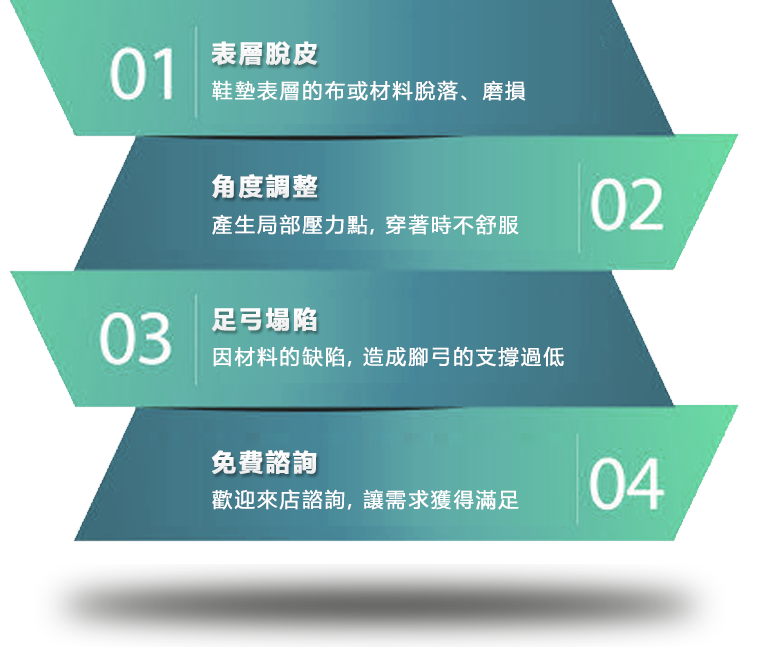 01
表層脫皮
鞋墊表層的布或材料脫落、磨損
角度調整
產生局部壓力點, 穿著時不舒服
02
03
足弓塌陷
因材料的缺陷, 造成腳弓的支撐過低
免費諮詢
歡迎來店諮詢, 讓需求獲得滿足
04